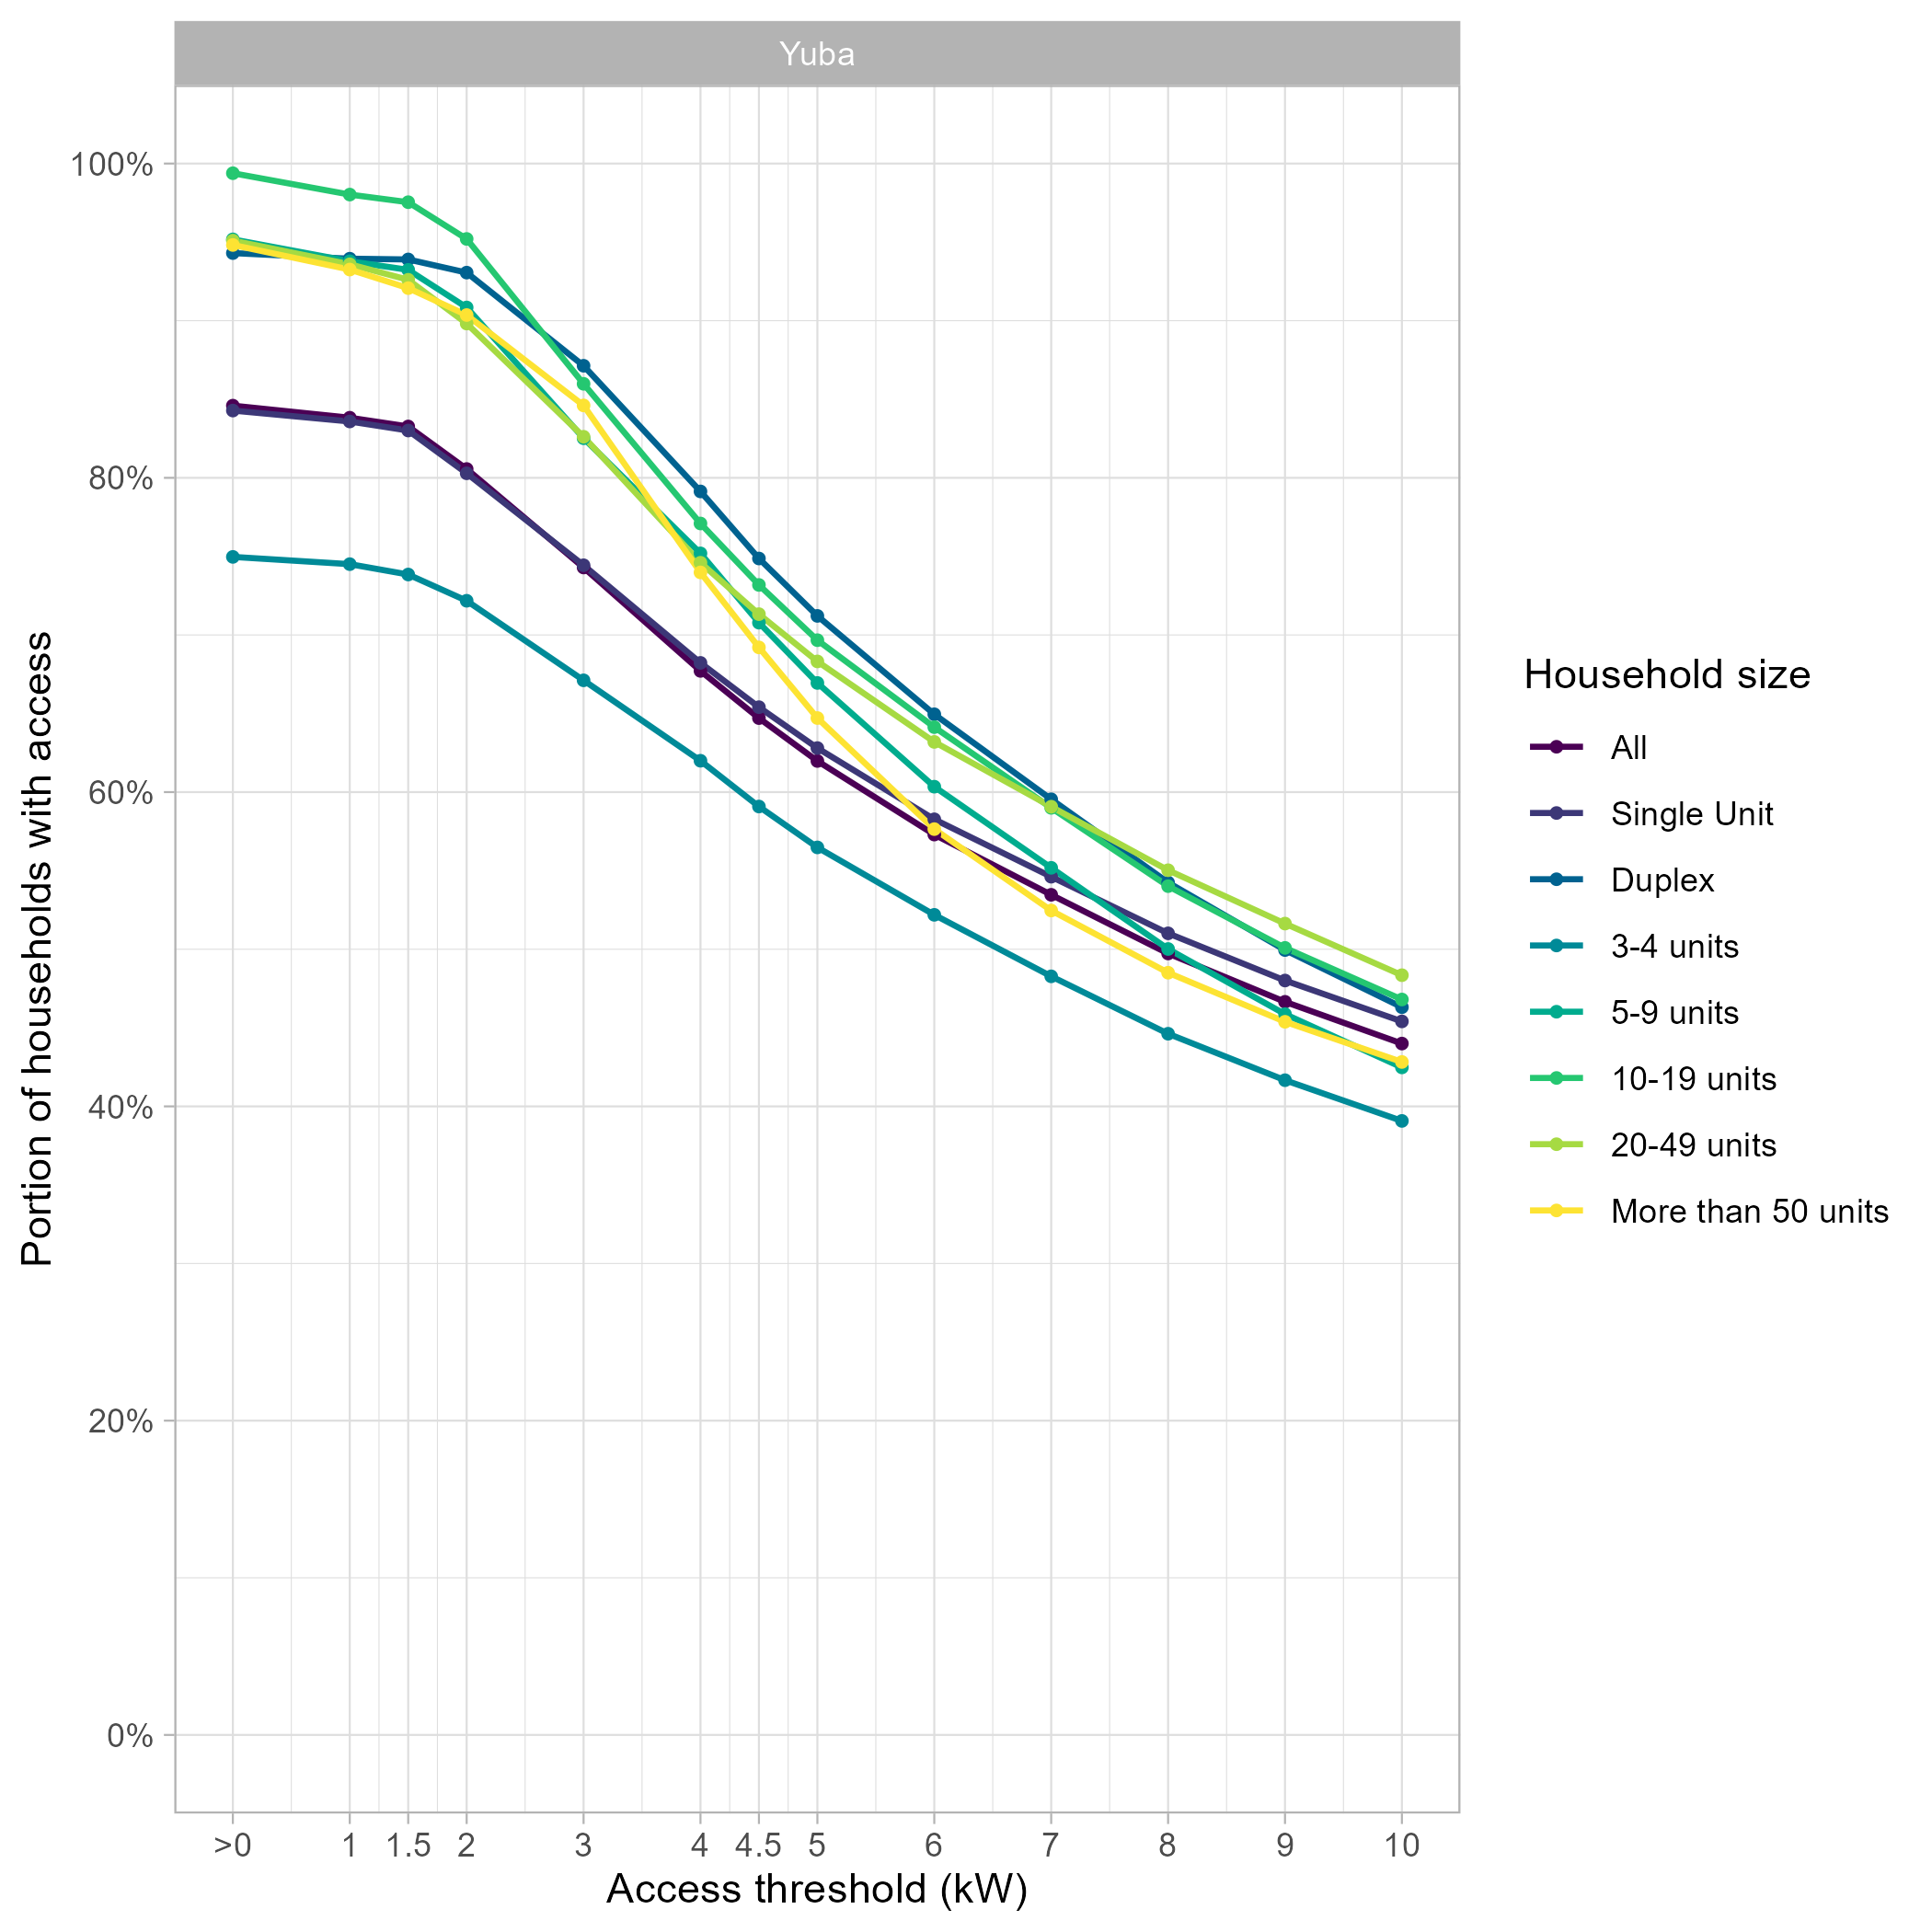 Yuba
100%
80%
60%
40%
20%
0%
Portion of households with access
>0 1 1.5 2 3 4 4.5 5 6 7 8 9 10
Access threshold (kW)
Household size
All
Single Unit
Duplex
3-4 units
5-9 units
10-19 units
20-49 units
More than 50 units